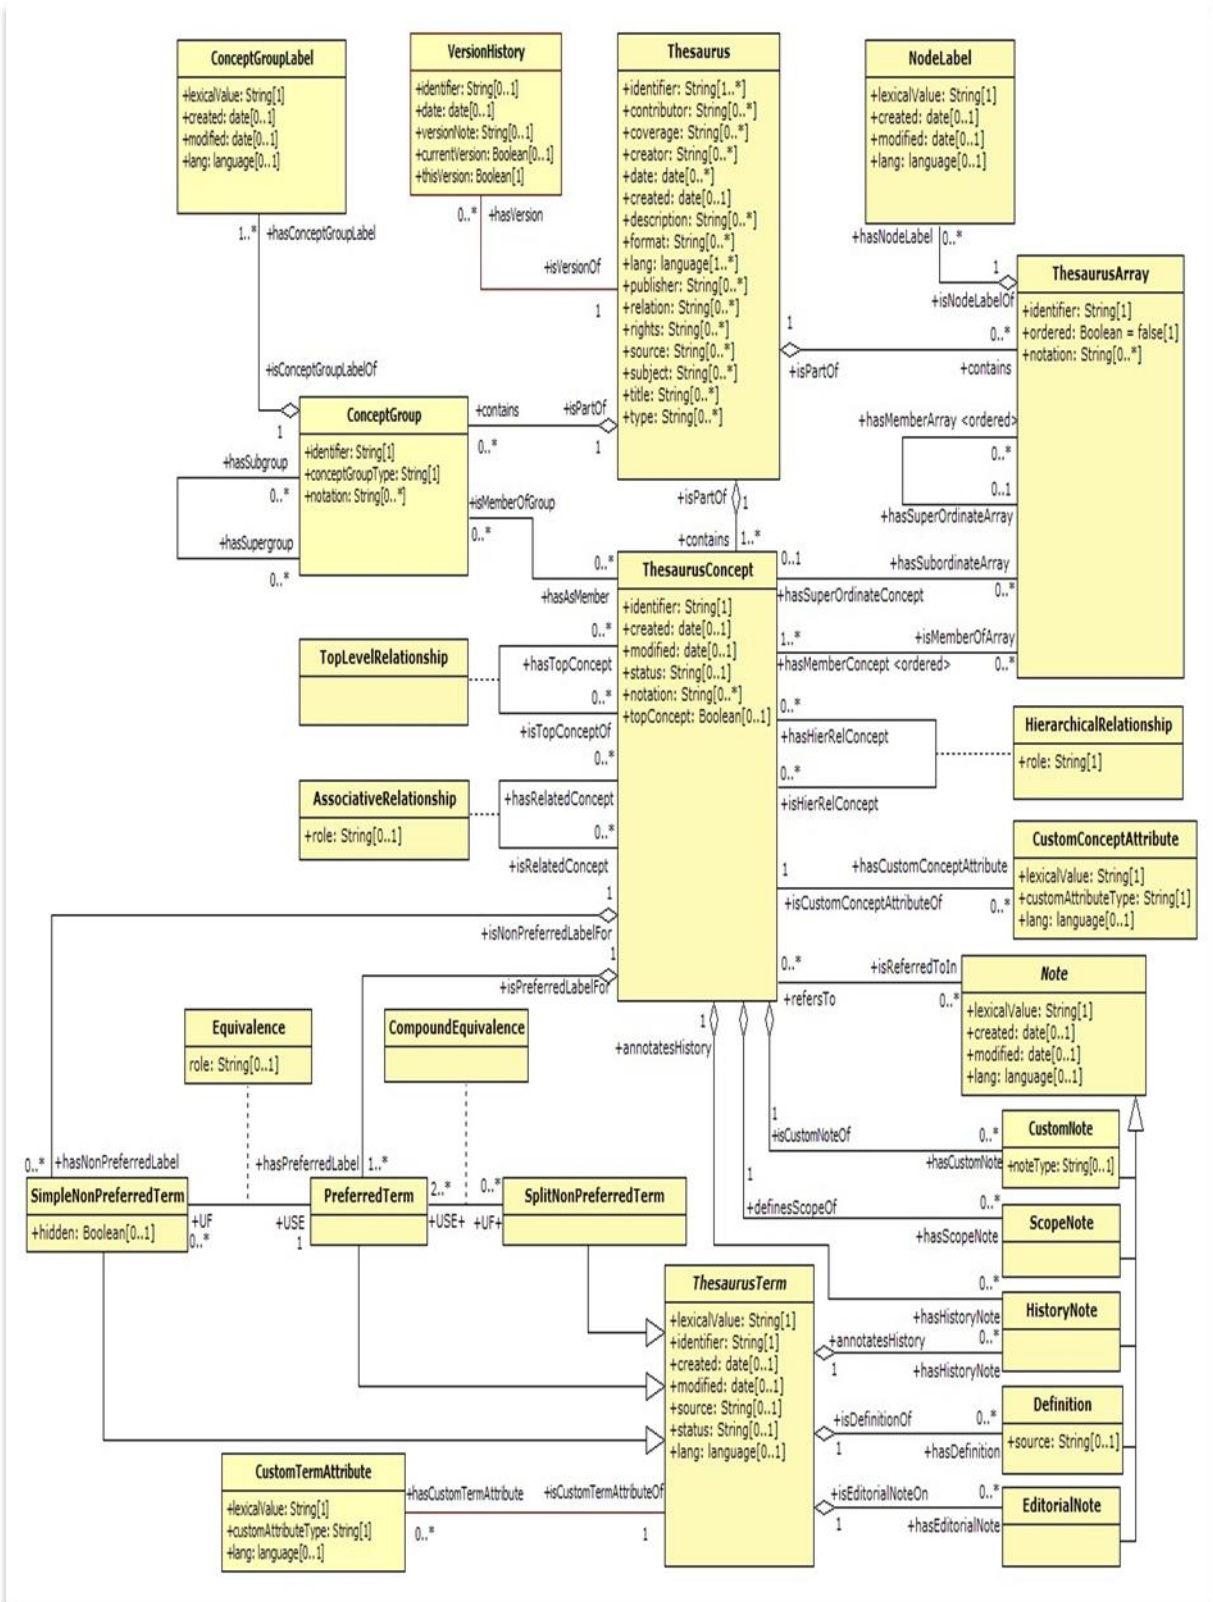 ConceptGroupLabel
+lexicalValue: String[1]
+created: date[0..1]
+modified: date[0..1]
+lang: language[0..1]
VersionHistory
+identifier: String[0..1]
+date: date[0..1]
+versionNote: String[0..1]
+currentVersion: Boolean[0..1]
+thisVersion: Boolean[1]
Thesaurus
+identifier: String[1..*]
+contributor: String[0..*]
+coverage: String[0..*]
+creator: String[0..*]
+date: date[0..*]
+created: date[0..1]
+description: String[0..*]
+format: String[0..*]
+lang: language[1..*]
+publisher: String[0..*]
+relation: String[0..*]
+rights: String[0..*]
+source: String[0..*]
+subject: String[0..*]
+title: String[0..*]
+type: String[0..*]
NodeLabel
+lexicalValue: String[1]
+created: date[0..1]
+modified: date[0..1]
+lang: language[0..1]
1..* +hasConceptGroupLabel
0..* +hasVersion
+isVersionOf
1
+hasNodeLabel 0..*
1
+isNodeLabelOf
ThesaurusArray
+identifier: String[1]
+ordered: Boolean = false[1]
+notation: String[0..*]
1
+isPartOf
0..*
+contains
+isConceptGroupLabelOf
1
ConceptGroup
+identifier: String[1]
+conceptGroupType: String[1]
+notation: String[0..*]
+contains
0..*
+isPartOf
1
+hasSubgroup
0..*
+hasSupergroup
0..*
+hasMemberArray <ordered>
0..*
0..1
+hasSuperOrdinateArray
+isMemberOfGroup
0..*
0..*
+hasAsMember
+isPartOf 1
+contains 1..*
ThesaurusConcept
+identifier: String[1]
+created: date[0..1]
+modified: date[0..1]
+status: String[0..1]
+notation: String[0..*]
+topConcept: Boolean[0..1]
0..1
+hasSubordinateArray
+hasSuperOrdinateConcept
0..*
1..*
+isMemberOfArray
+hasMemberConcept <ordered>
0..*
TopLevelRelationship
0..*
+hasTopConcept
0..*
+isTopConceptOf
0..*
+hasHierRelConcept
0..*
+isHierRelConcept
HierarchicalRelationship
+role: String[1]
AssociativeRelationship
+role: String[0..1]
0..*
+hasRelatedConcept
0..*
+isRelatedConcept
CustomConceptAttribute
+lexicalValue: String[1]
+customAttributeType: String[1]
+lang: language[0..1]
1
+hasCustomConceptAttribute
+isCustomConceptAttributeOf
0..*
1
+isNonPreferredLabelFor
1
+isPreferredLabelFor
0..*
+isReferredToIn
+refersTo
0..*
Note
+lexicalValue: String[1]
+created: date[0..1]
+modified: date[0..1]
+lang: language[0..1]
Equivalence
role: String[0..1]
CompoundEquivalence
1
+annotatesHistory
1
+isCustomNoteOf
0..*
+hasCustomNote
CustomNote
+noteType: String[0..1]
0..* +hasNonPreferredLabel
+hasPreferredLabel 1..*
SimpleNonPreferredTerm
+hidden: Boolean[0..1]
+UF
0..*
+USE
1
PreferredTerm
2..*
+USE+
0..*
+UF+
SplitNonPreferredTerm
1
+definesScopeOf
0..*
+hasScopeNote
ScopeNote
ThesaurusTerm
+lexicalValue: String[1]
+identifier: String[1]
+created: date[0..1]
+modified: date[0..1]
+source: String[0..1]
+status: String[0..1]
+lang: language[0..1]
0..*
+hasHistoryNote
HistoryNote
+annotatesHistory
0..*
1
+hasHistoryNote
+isDefinitionOf
0..*
1
+hasDefinition
Definition
+source: String[0..1]
CustomTermAttribute
+lexicalValue: String[1]
+customAttributeType: String[1]
+lang: language[0..1]
+hasCustomTermAttribute
0..*
+isCustomTermAttributeOf
1
+isEditorialNoteOn
0..*
1
+hasEditorialNote
EditorialNote